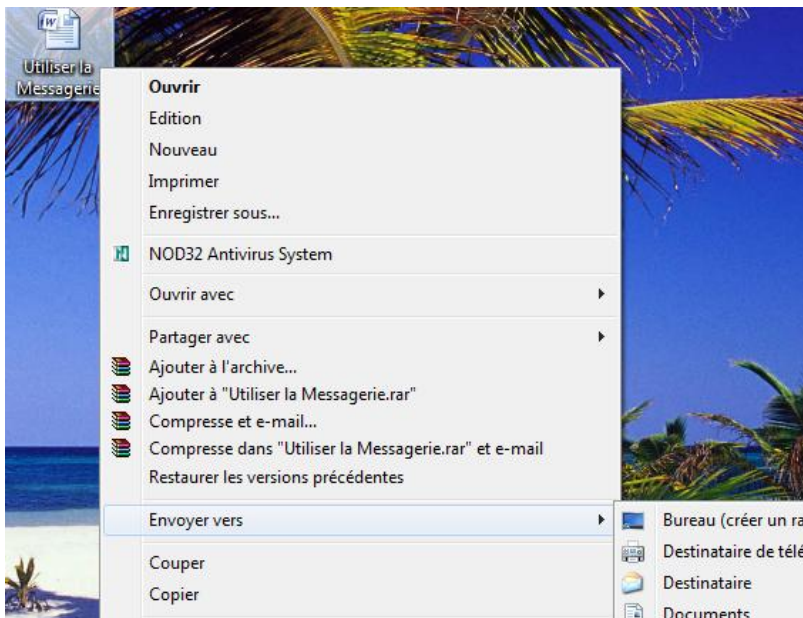 Utiliser la
Messagerie
Ouvrir
Edition
Nouveau
Imprimer
Enregistrer sous...
NOD32 Antivirus System
Ouvrir avec
Partager avec
Ajouter à l'archive...
Ajouter à "Utiliser la Messagerie.rar"
Compresse et e-mail...
Compresse dans "Utiliser la Messagerie.rar" et e-mail
Restaurer les versions précédentes
Envoyer vers
Bureau (créer un ra
Destinataire de télé
Destinataire
Documents
Couper
Copier